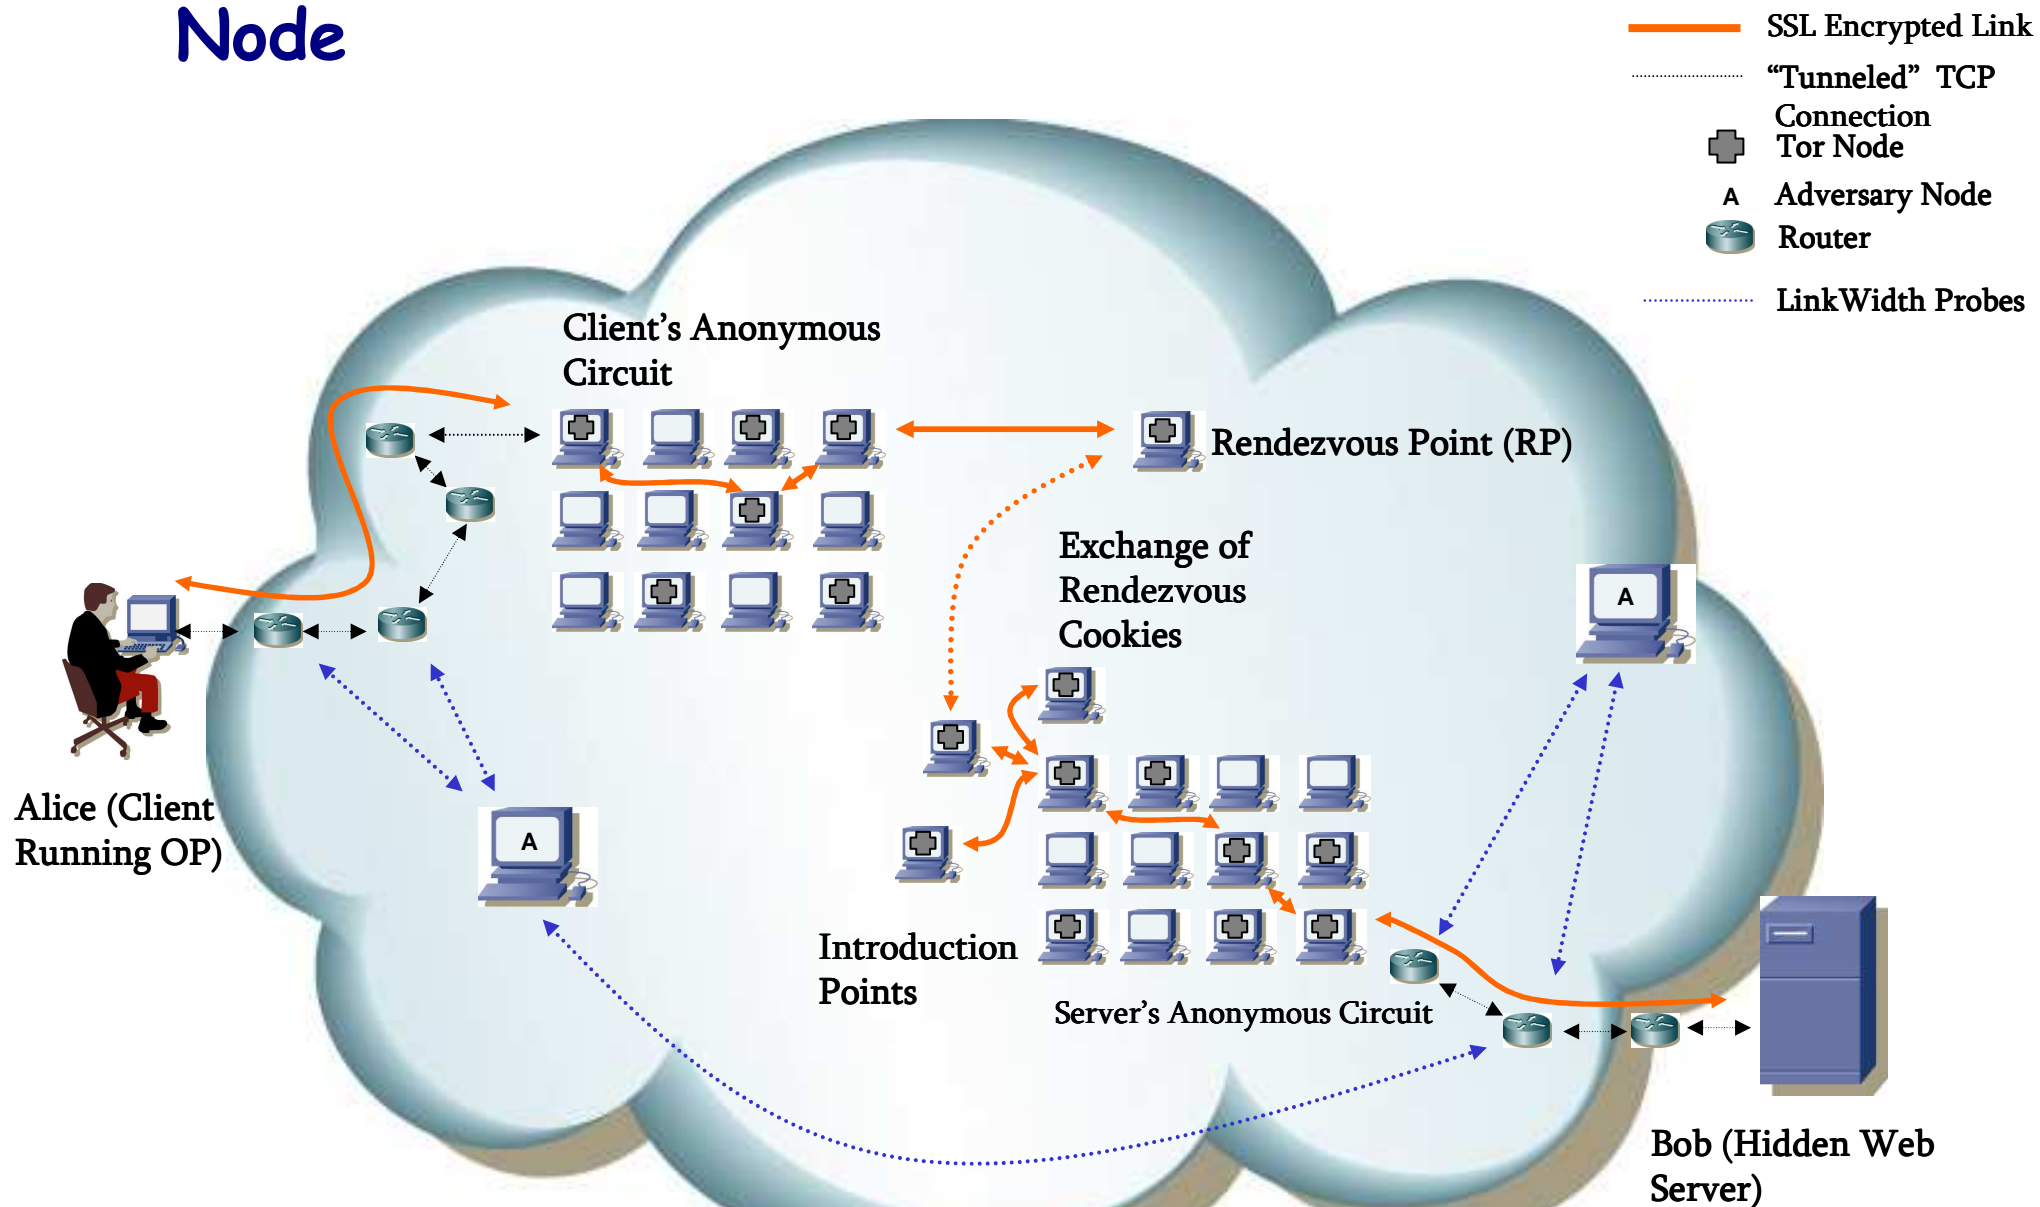 Node
SSL Encrypted Link
“Tunneled” TCP
Connection
Tor Node
A Adversary Node
Router
LinkWidth Probes
Client’s Anonymous
Circuit
Rendezvous Point (RP)
Exchange of
Rendezvous
Cookies
A
Alice (Client
Running OP)
A
Introduction
Points
Server’s Anonymous Circuit
Bob (Hidden Web
Server)